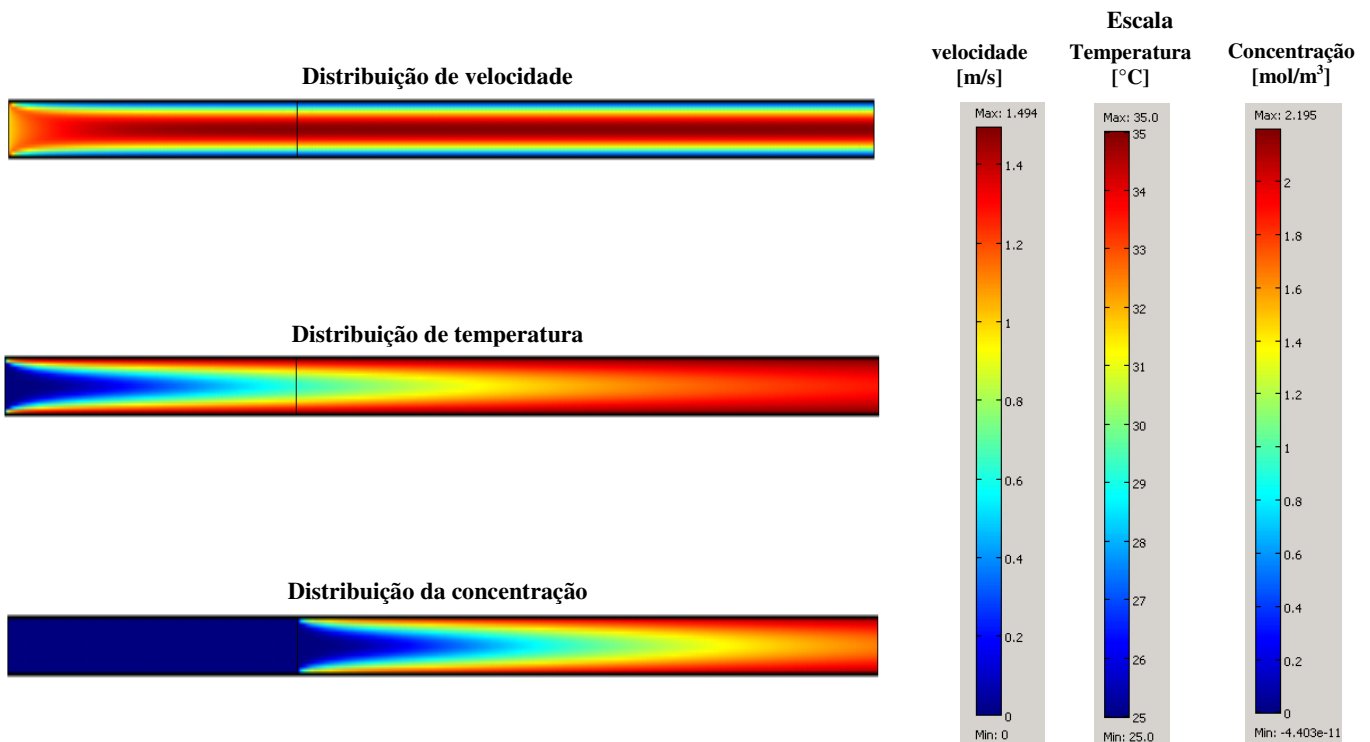 Escala
velocidade
[m/s]
Temperatura
[°C]
Concentração
[mol/m³]
Distribuição de velocidade
Distribuição de temperatura
Distribuição da concentração
Max: 1.494
1.4
1.2
1
0.8
0.6
0.4
0.2
0
Min: 0
Max: 35.0
35
34
33
32
31
30
29
28
27
26
25
Min: 25.0
Max: 2.195
2
1.8
1.6
1.4
1.2
1
0.8
0.6
0.4
0.2
0
Min: -4.403e-11